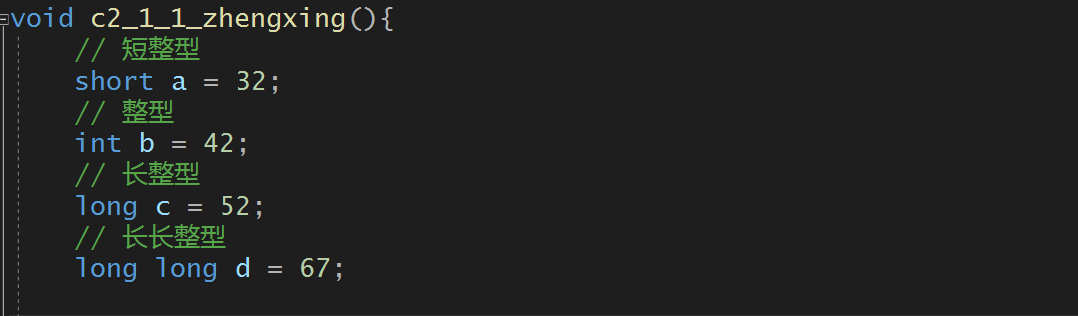 void c2_1_1_zhengxing(){
// 短整型
short a = 32;
// 整型
int b = 42;
// 长整型
long c = 52;
// 长长整型
long long d = 67;